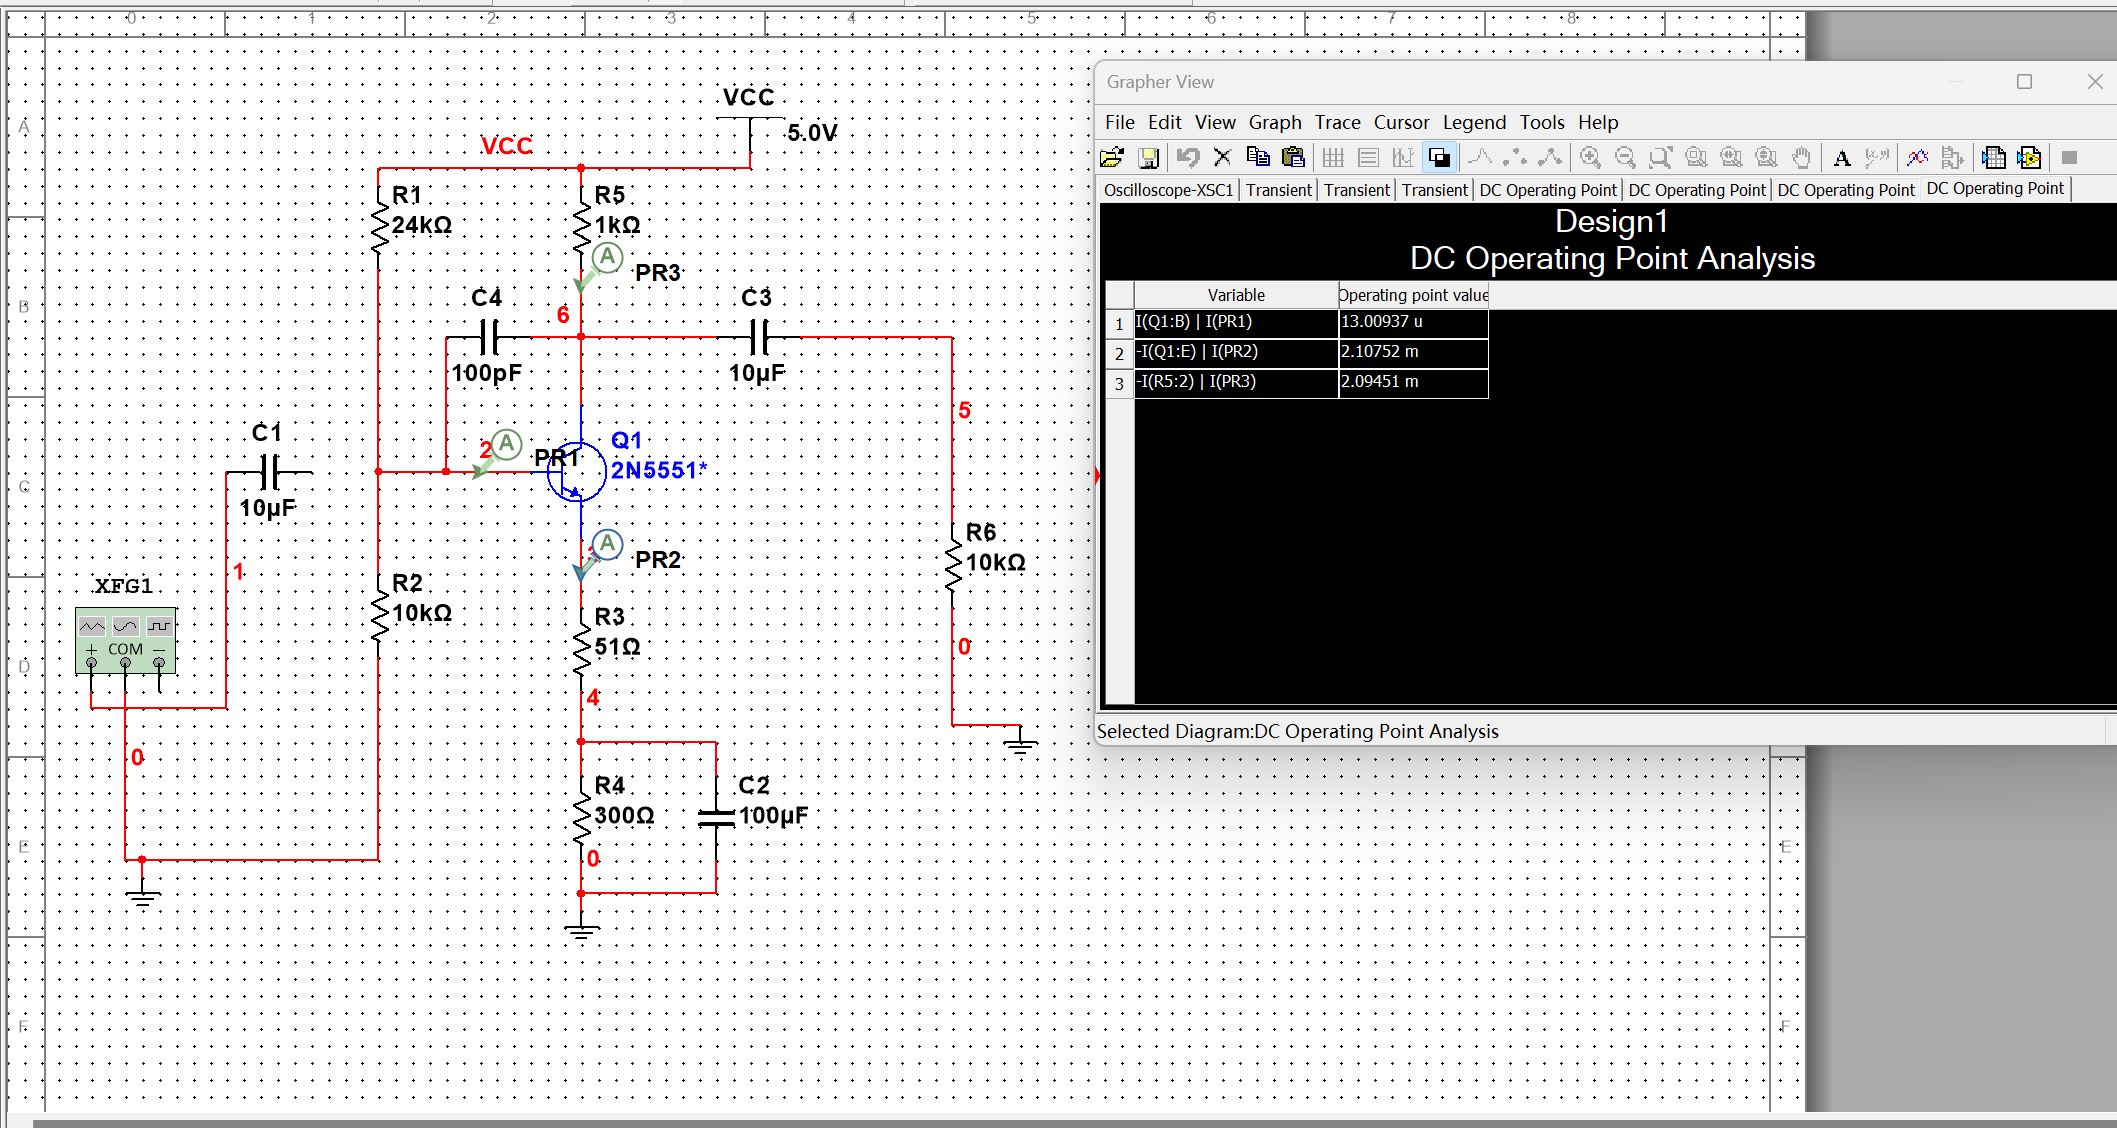 0 1 2 3 4 5 6 7 8
A
B
C
D
E
F
E
F
VCC
5.0V
VCC
R1
24kΩ
R5
1kΩ
A
PR3
6
C4
100pF
C3
10µF
5
C1
10µF
2
A
PR1
Q1
2N5551*
1
A
PR2
R6
10kΩ
XFG1
+ COM −
R2
10kΩ
R3
51Ω
0
4
0
R4
300Ω
C2
100µF
0
Grapher View
File Edit View Graph Trace Cursor Legend Tools Help
A
Oscilloscope-XSC1 Transient Transient Transient DC Operating Point DC Operating Point DC Operating Point DC Operating Point
Design1
DC Operating Point Analysis
Variable Operating point value
1 I(Q1:B) | I(PR1) 13.00937 u
2 -I(Q1:E) | I(PR2) 2.10752 m
3 -I(R5:2) | I(PR3) 2.09451 m
Selected Diagram:DC Operating Point Analysis